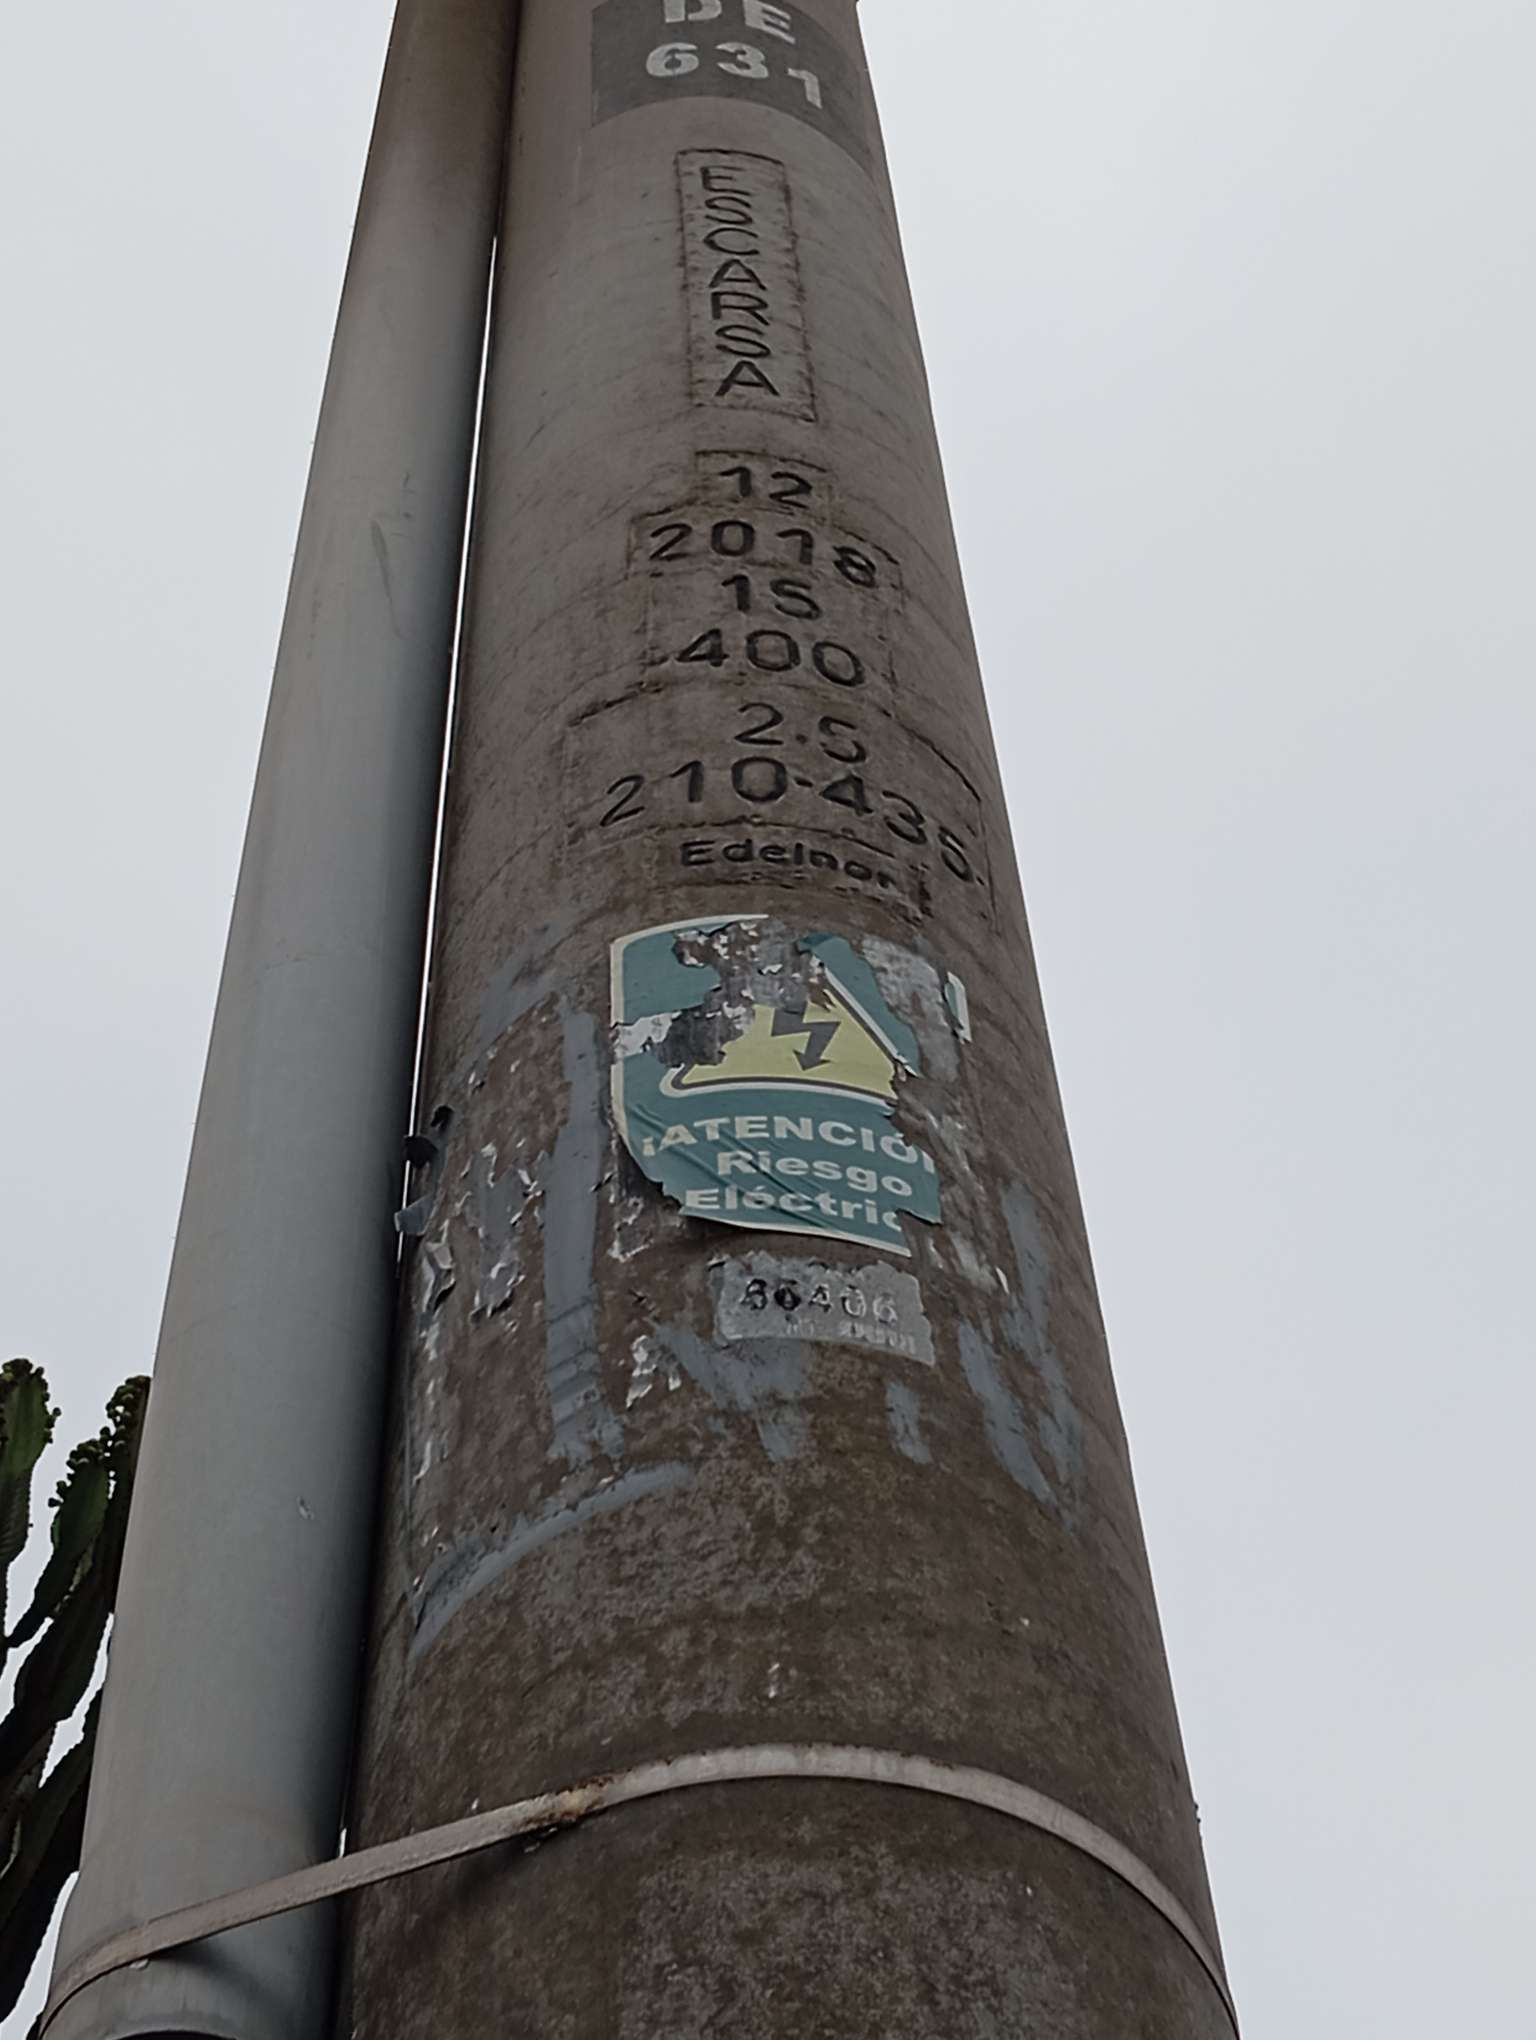 DE
631
ESCARSA
12
2018
15
400
2.5
210-435
Edelnor
¡ATENCIÓ
Riesgo
Eléctric